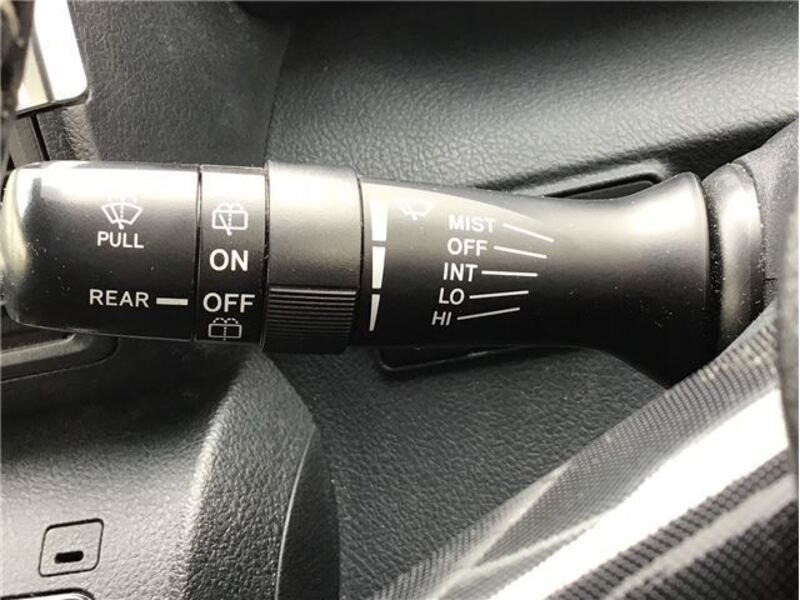 PULL
REAR
ON
OFF
MIST
OFF
INT
LO
HI